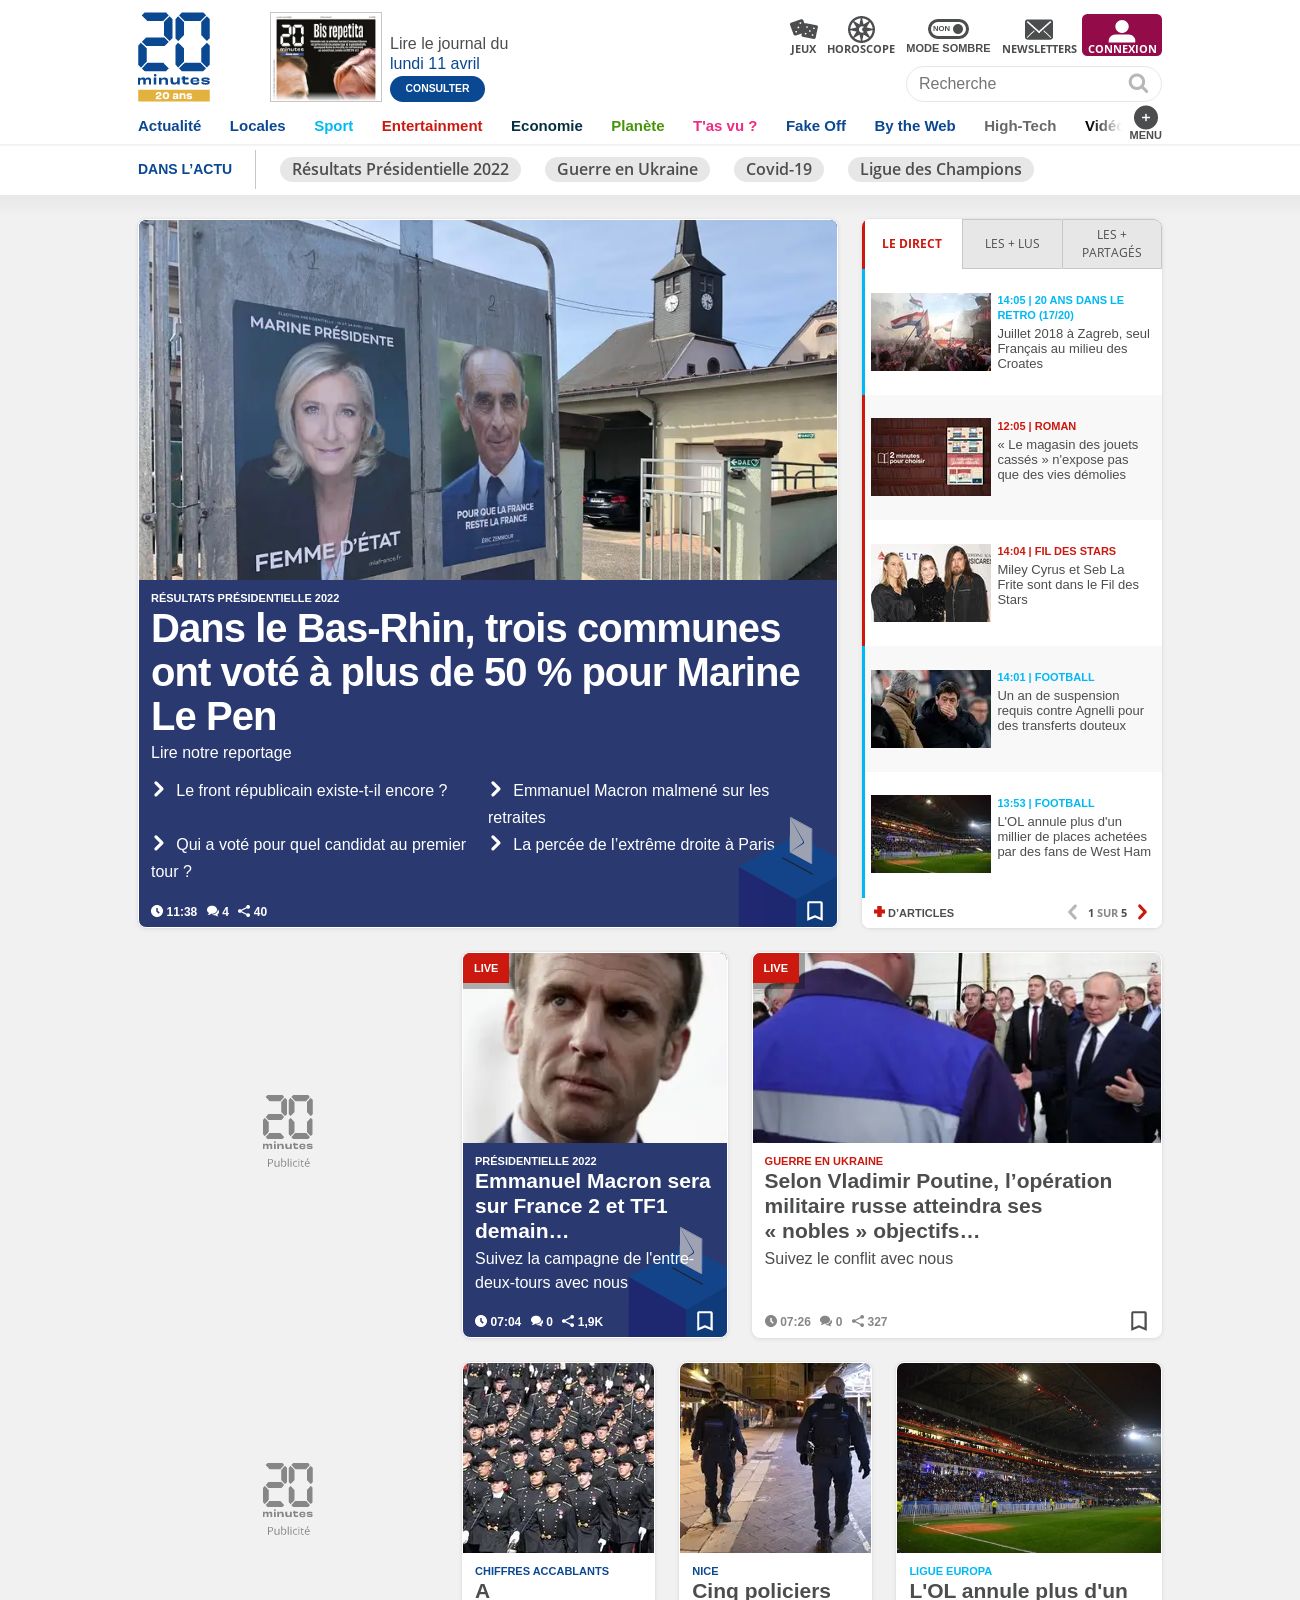 20
minutes
20 ans
20
Bis repetita
Lire le journal du
lundi 11 avril
CONSULTER
JEUX
HOROSCOPE
NON
MODE SOMBRE
NEWSLETTERS
CONNEXION
Recherche
Actualité
Locales
Sport
Entertainment
Economie
Planète
T'as vu ?
Fake Off
By the Web
High-Tech
MENU
DANS L'ACTU
Résultats Présidentielle 2022
Guerre en Ukraine
Covid-19
Ligue des Champions
MARINE PRÉSIDENTE
FEMME D'ÉTAT
mlafrance.fr
POUR QUE LA FRANCE
RESTE LA FRANCE
ÉRIC ZEMMOUR
DAE
RÉSULTATS PRÉSIDENTIELLE 2022
Dans le Bas-Rhin, trois communes
ont voté à plus de 50 % pour Marine
Le Pen
Lire notre reportage
Le front républicain existe-t-il encore ?
Emmanuel Macron malmené sur les
retraites
Qui a voté pour quel candidat au premier
tour ?
La percée de l'extrême droite à Paris
11:38 4 40
LE DIRECT
LES + LUS
LES +
PARTAGÉS
14:05 | 20 ANS DANS LE
RETRO (17/20)
Juillet 2018 à Zagreb, seul
Français au milieu des
Croates
2 minutes
pour choisir
12:05 | ROMAN
« Le magasin des jouets
cassés » n'expose pas
que des vies démolies
14:04 | FIL DES STARS
Miley Cyrus et Seb La
Frite sont dans le Fil des
Stars
14:01 | FOOTBALL
Un an de suspension
requis contre Agnelli pour
des transferts douteux
13:53 | FOOTBALL
L'OL annule plus d'un
millier de places achetées
par des fans de West Ham
D'ARTICLES
1 SUR 5
20
minutes
Publicité
LIVE
PRÉSIDENTIELLE 2022
Emmanuel Macron sera
sur France 2 et TF1
demain…
Suivez la campagne de l'entre-
deux-tours avec nous
07:04 0 1,9K
LIVE
GUERRE EN UKRAINE
Selon Vladimir Poutine, l’opération
militaire russe atteindra ses
« nobles » objectifs…
Suivez le conflit avec nous
07:26 0 327
20
minutes
Publicité
CHIFFRES ACCABLANTS
A
NICE
Cinq policiers
LIGUE EUROPA
L'OL annule plus d'un